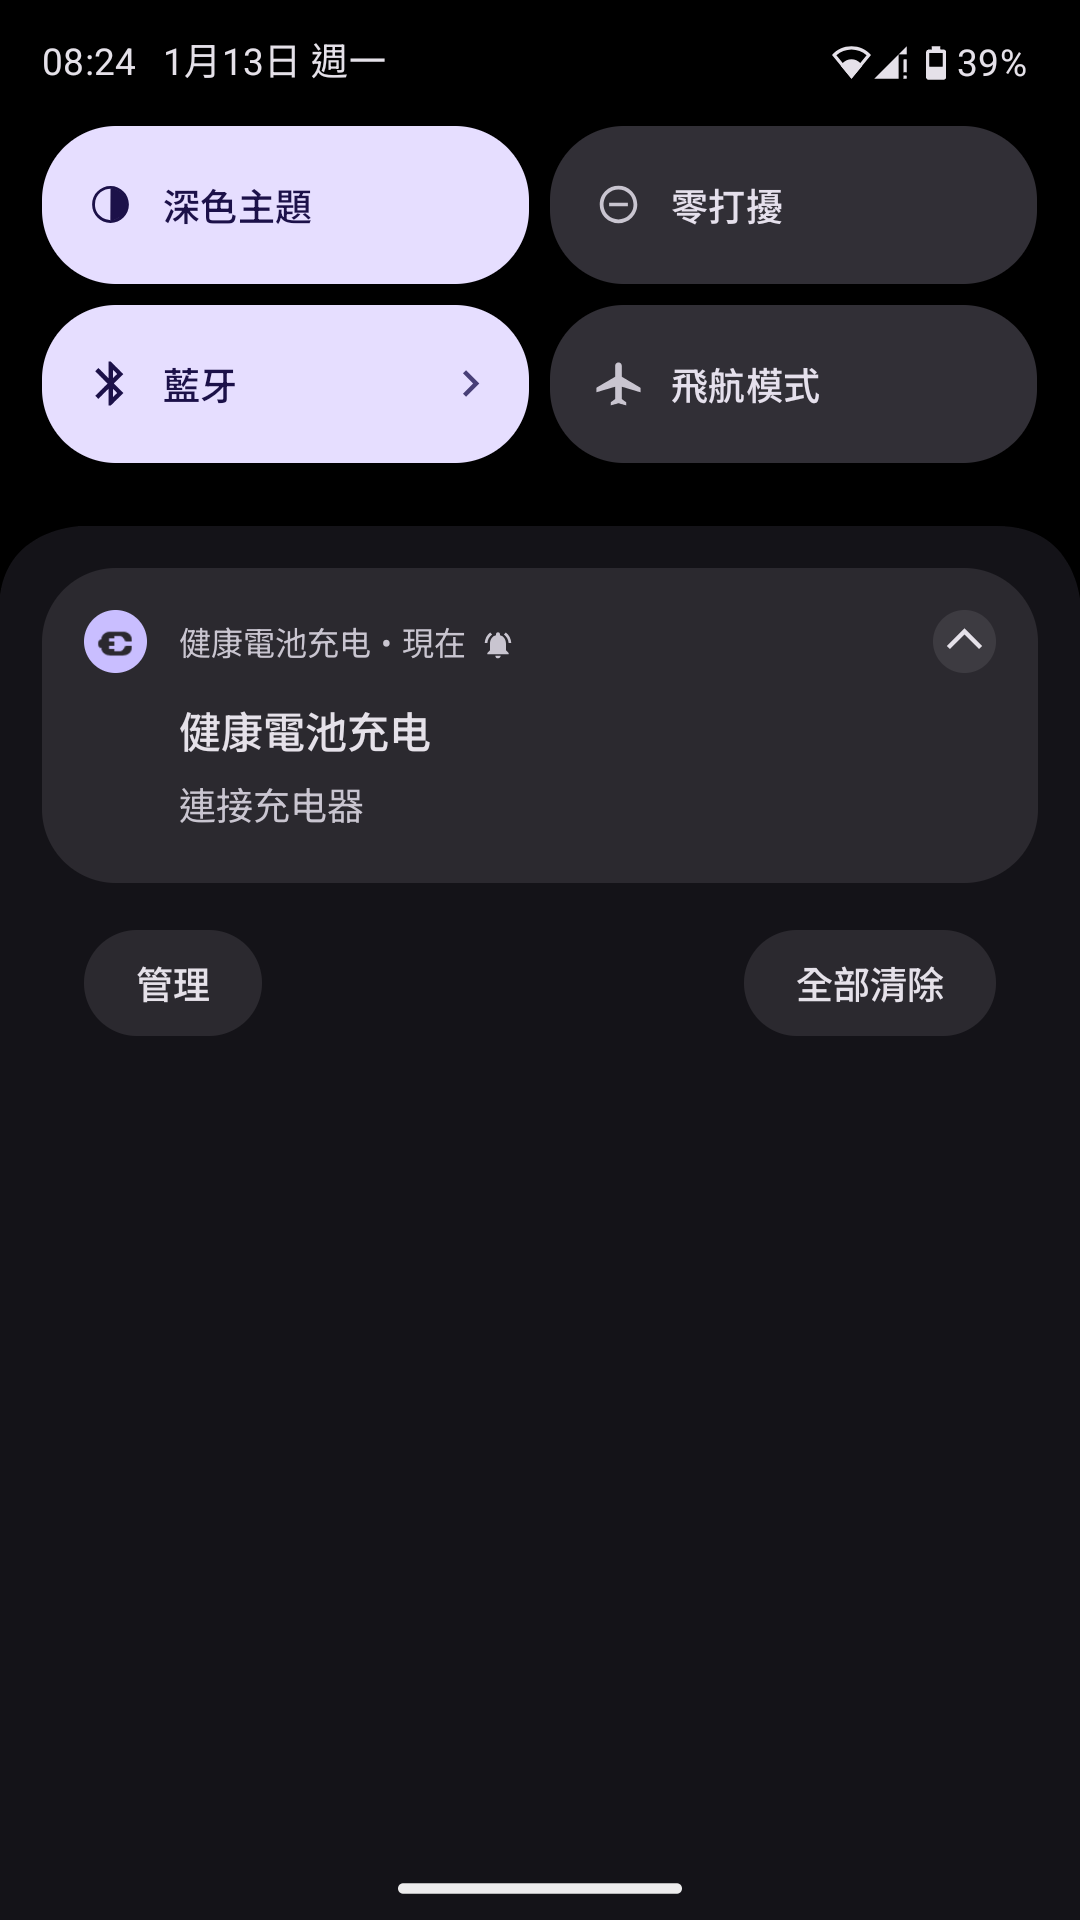 08:24 1月13日 週一
39%
深色主題
零打擾
藍牙
飛航模式
健康電池充电 • 現在
健康電池充电
連接充电器
管理
全部清除